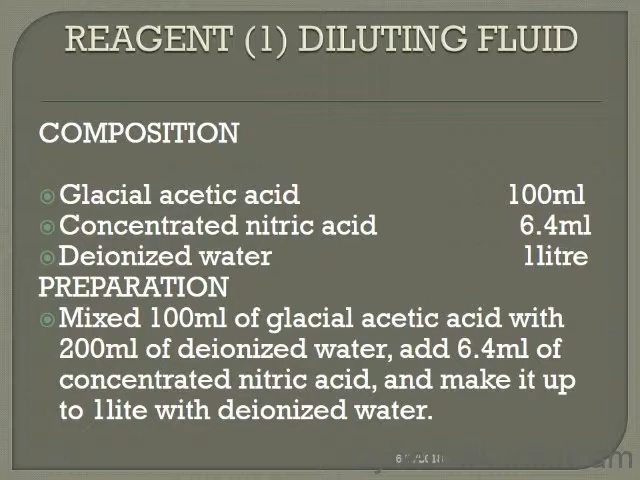 REAGENT (1) DILUTING FLUID
COMPOSITION
Glacial acetic acid 100ml
Concentrated nitric acid 6.4ml
Deionized water 1litre
PREPARATION
Mixed 100ml of glacial acetic acid with
200ml of deionized water, add 6.4ml of
concentrated nitric acid, and make it up
to 1lite with deionized water.